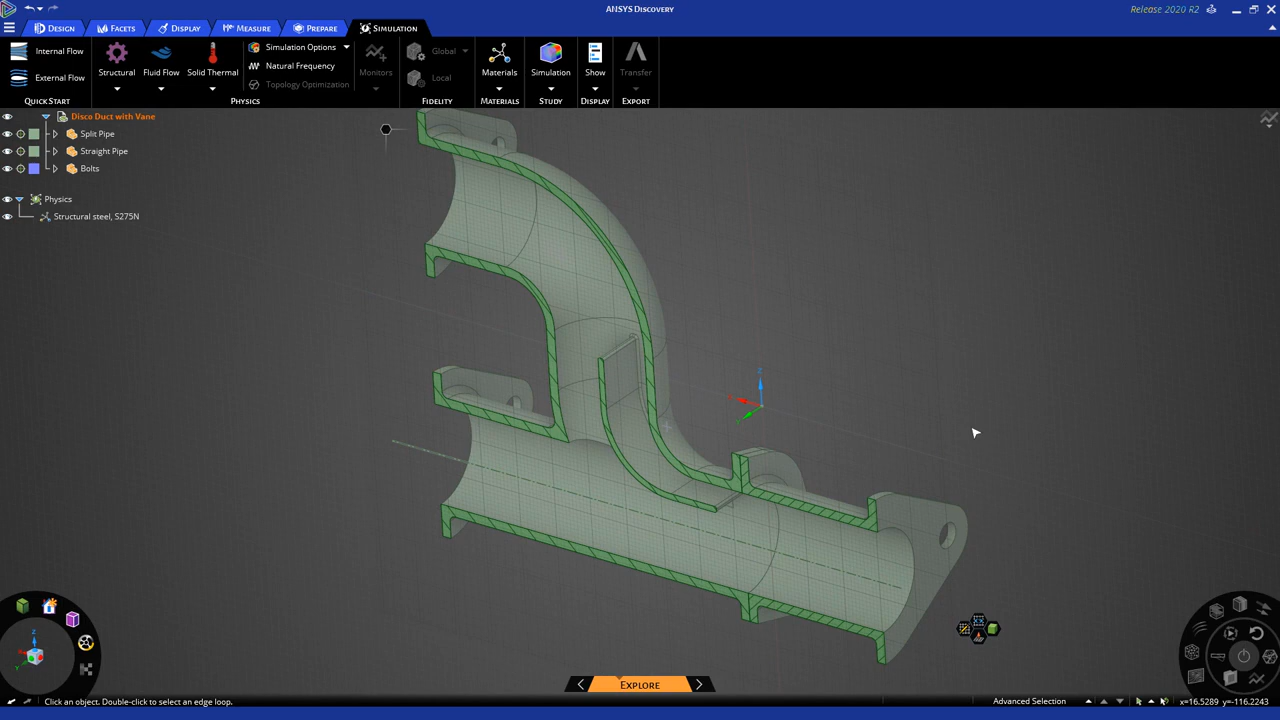 ANSYS Discovery
Release 2020 R2
Design
Facets
Display
Measure
Prepare
Simulation
Internal Flow
External Flow
Quick Start
Structural
Fluid Flow
Solid Thermal
Simulation Options
Natural Frequency
Topology Optimization
Physics
Monitors
Global
Local
Fidelity
Materials
Materials
Simulation
Study
Show
Display
Transfer
Export
Disco Duct with Vane
Split Pipe
Straight Pipe
Bolts
Physics
Structural steel, S275N
Z
Z
Explore
Click an object. Double-click to select an edge loop.
Advanced Selection
x=16.5289 y=-116.2243